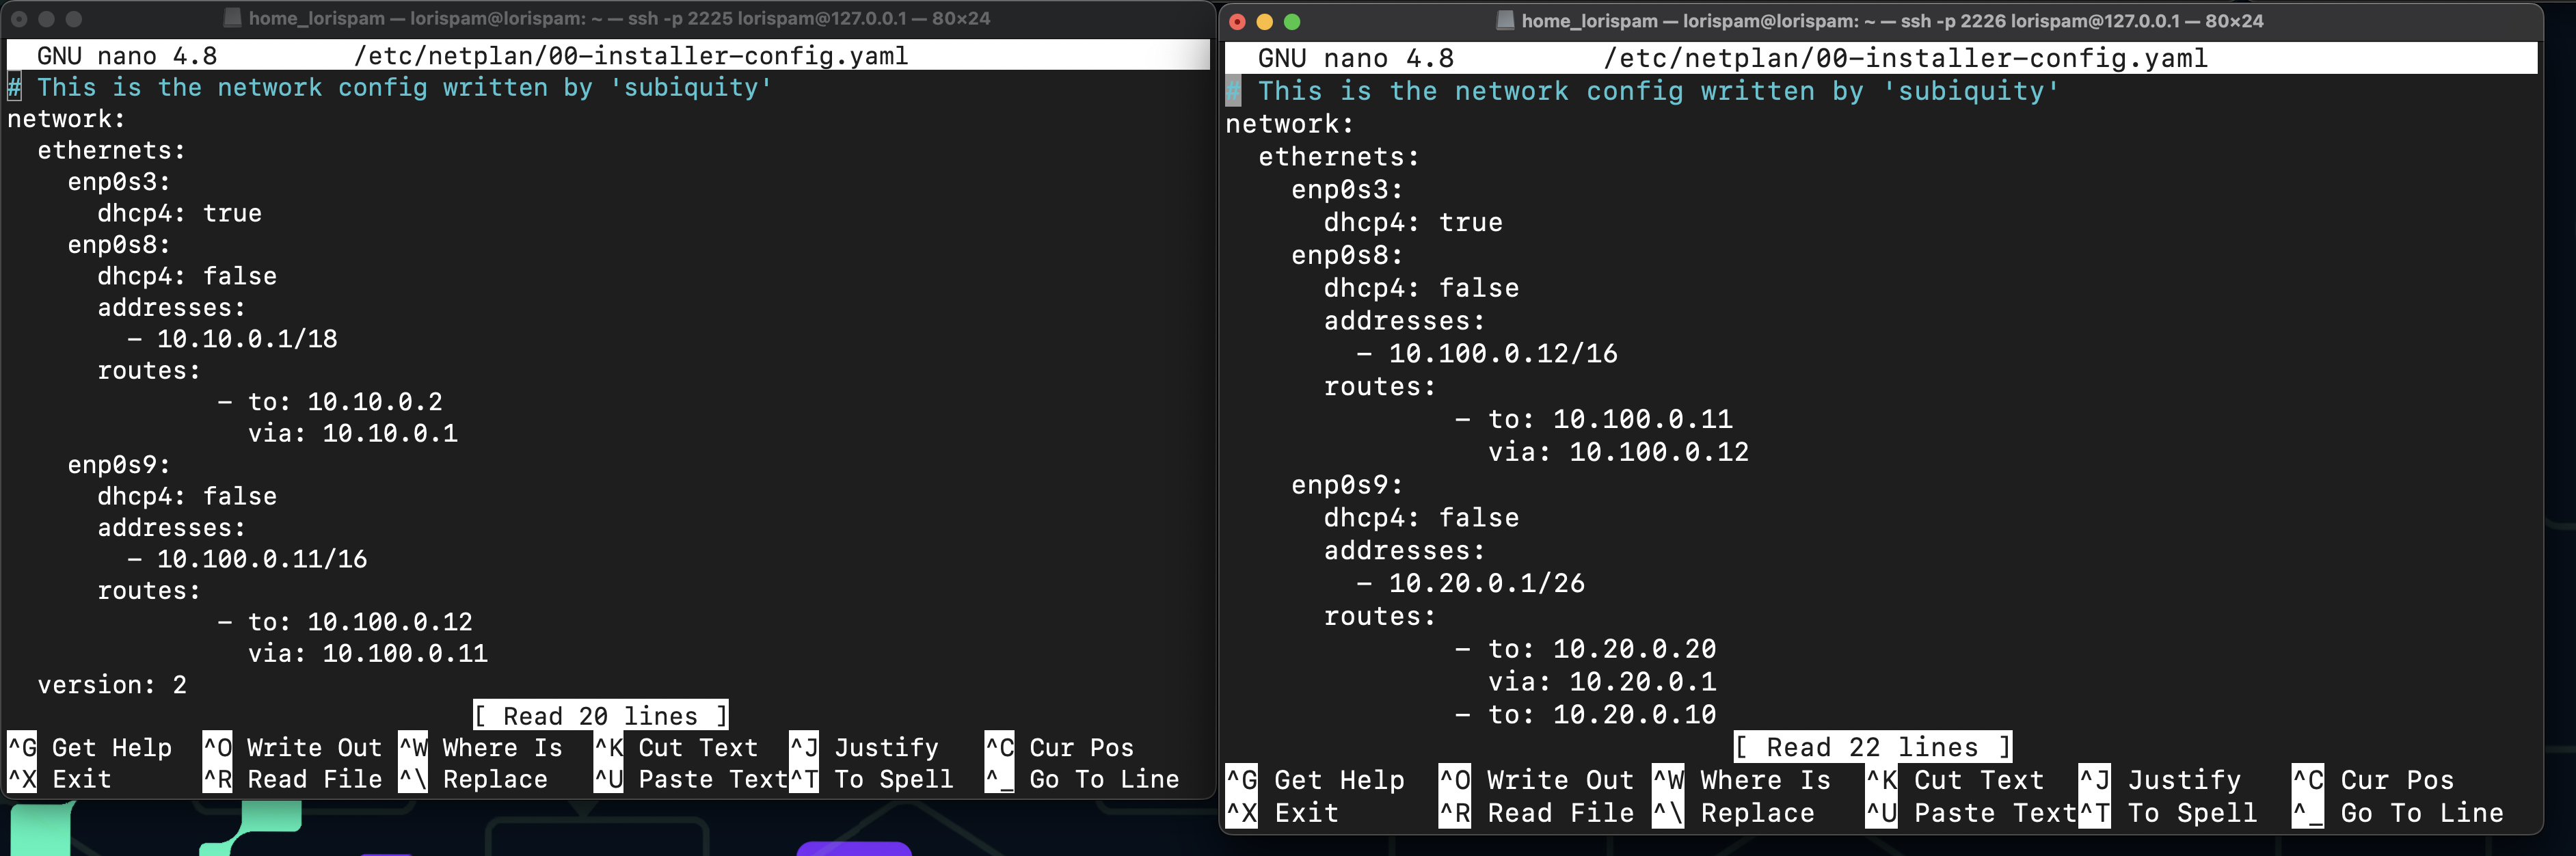 home_lorispam — lorispam@lorispam: ~ — ssh -p 2225 lorispam@127.0.0.1 — 80×24
GNU nano 4.8 /etc/netplan/00-installer-config.yaml
# This is the network config written by 'subiquity'
network:
  ethernets:
    enp0s3:
      dhcp4: true
    enp0s8:
      dhcp4: false
      addresses:
        - 10.10.0.1/18
      routes:
              - to: 10.10.0.2
                via: 10.10.0.1
    enp0s9:
      dhcp4: false
      addresses:
        - 10.100.0.11/16
      routes:
              - to: 10.100.0.12
                via: 10.100.0.11
  version: 2
[ Read 20 lines ]
^G Get Help ^O Write Out ^W Where Is ^K Cut Text ^J Justify ^C Cur Pos
^X Exit ^R Read File ^\ Replace ^U Paste Text ^T To Spell ^_ Go To Line
home_lorispam — lorispam@lorispam: ~ — ssh -p 2226 lorispam@127.0.0.1 — 80×24
GNU nano 4.8 /etc/netplan/00-installer-config.yaml
# This is the network config written by 'subiquity'
network:
  ethernets:
    enp0s3:
      dhcp4: true
    enp0s8:
      dhcp4: false
      addresses:
        - 10.100.0.12/16
      routes:
              - to: 10.100.0.11
                via: 10.100.0.12
    enp0s9:
      dhcp4: false
      addresses:
        - 10.20.0.1/26
      routes:
              - to: 10.20.0.20
                via: 10.20.0.1
              - to: 10.20.0.10
[ Read 22 lines ]
^G Get Help ^O Write Out ^W Where Is ^K Cut Text ^J Justify ^C Cur Pos
^X Exit ^R Read File ^\ Replace ^U Paste Text ^T To Spell ^_ Go To Line